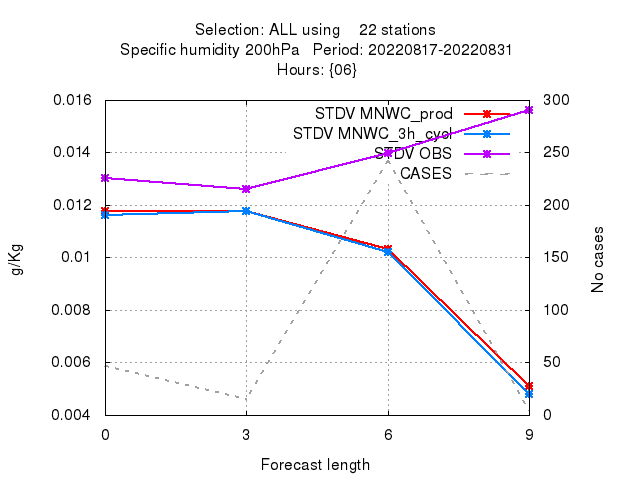 Selection: ALL using 22 stations
Specific humidity 200hPa Period: 20220817-20220831
Hours: {06}
STDV MNWC_prod
STDV MNWC_3h_cycl
STDV OBS
CASES
0.016
0.014
0.012
0.01
0.008
0.006
0.004
g/Kg
300
250
200
150
100
50
0
No cases
0 3 6 9
Forecast length